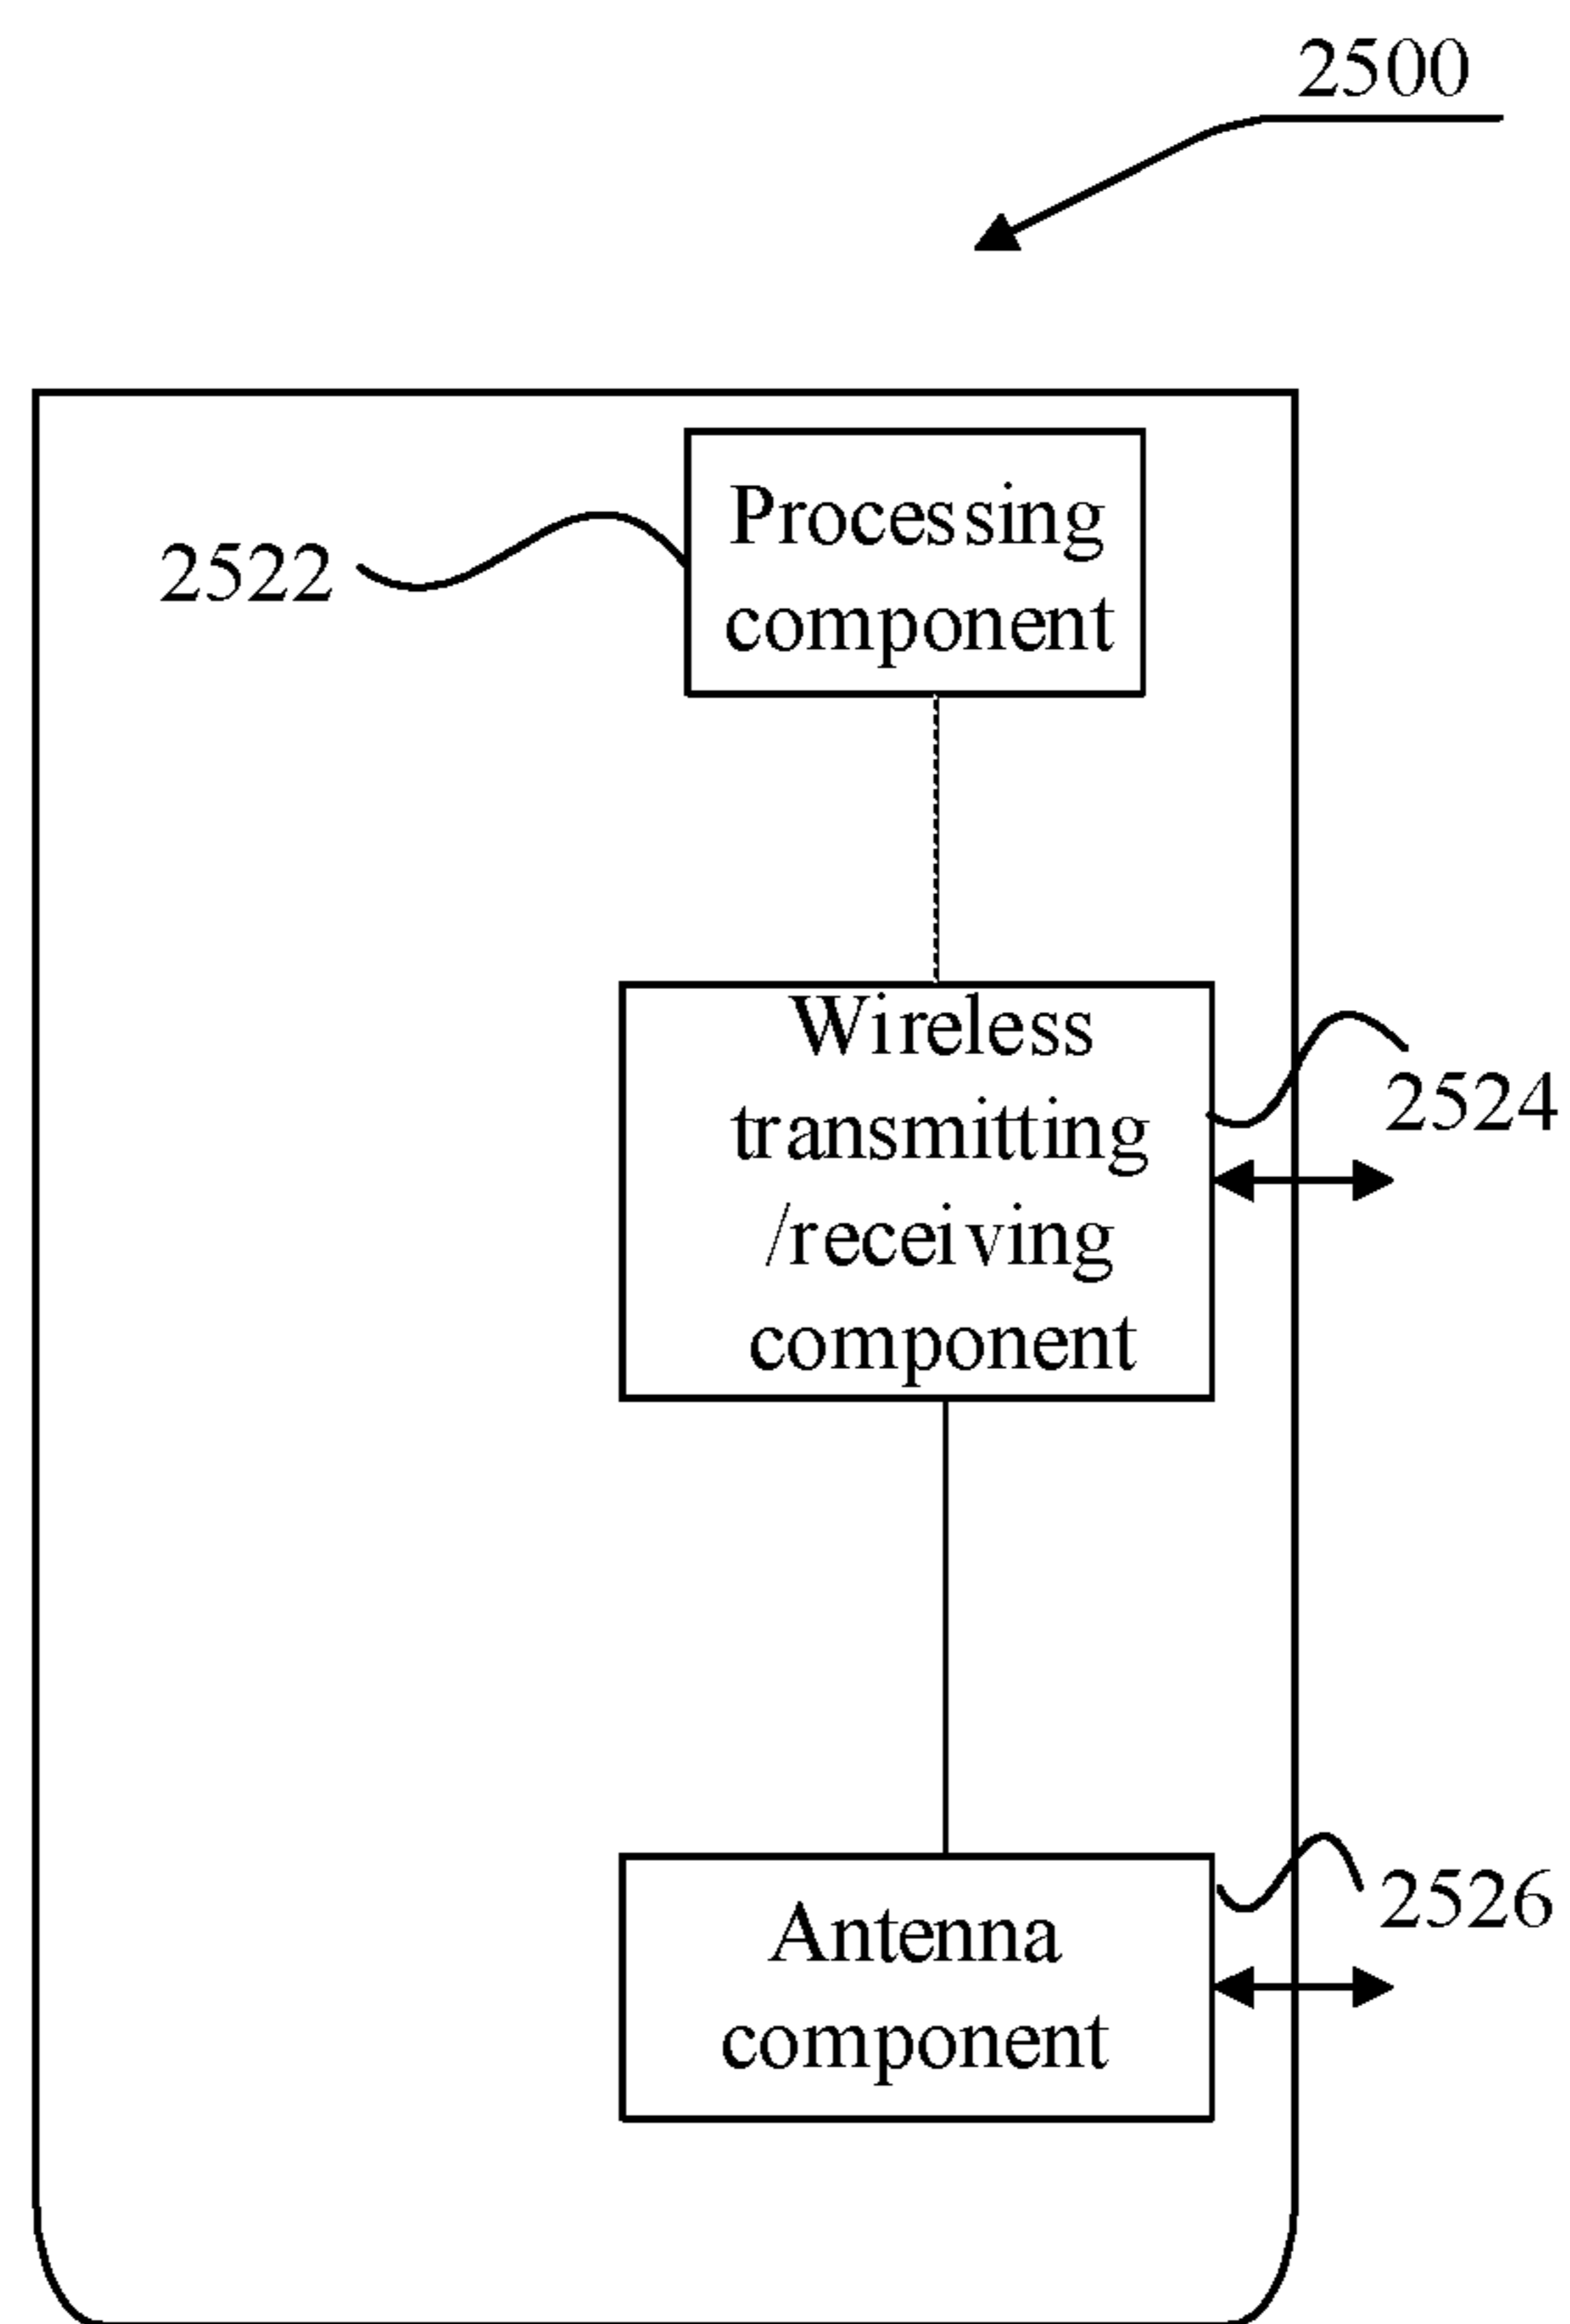 2500
Processing
component
2522
Wireless
transmitting
/receiving
component
2524
Antenna
component
2526